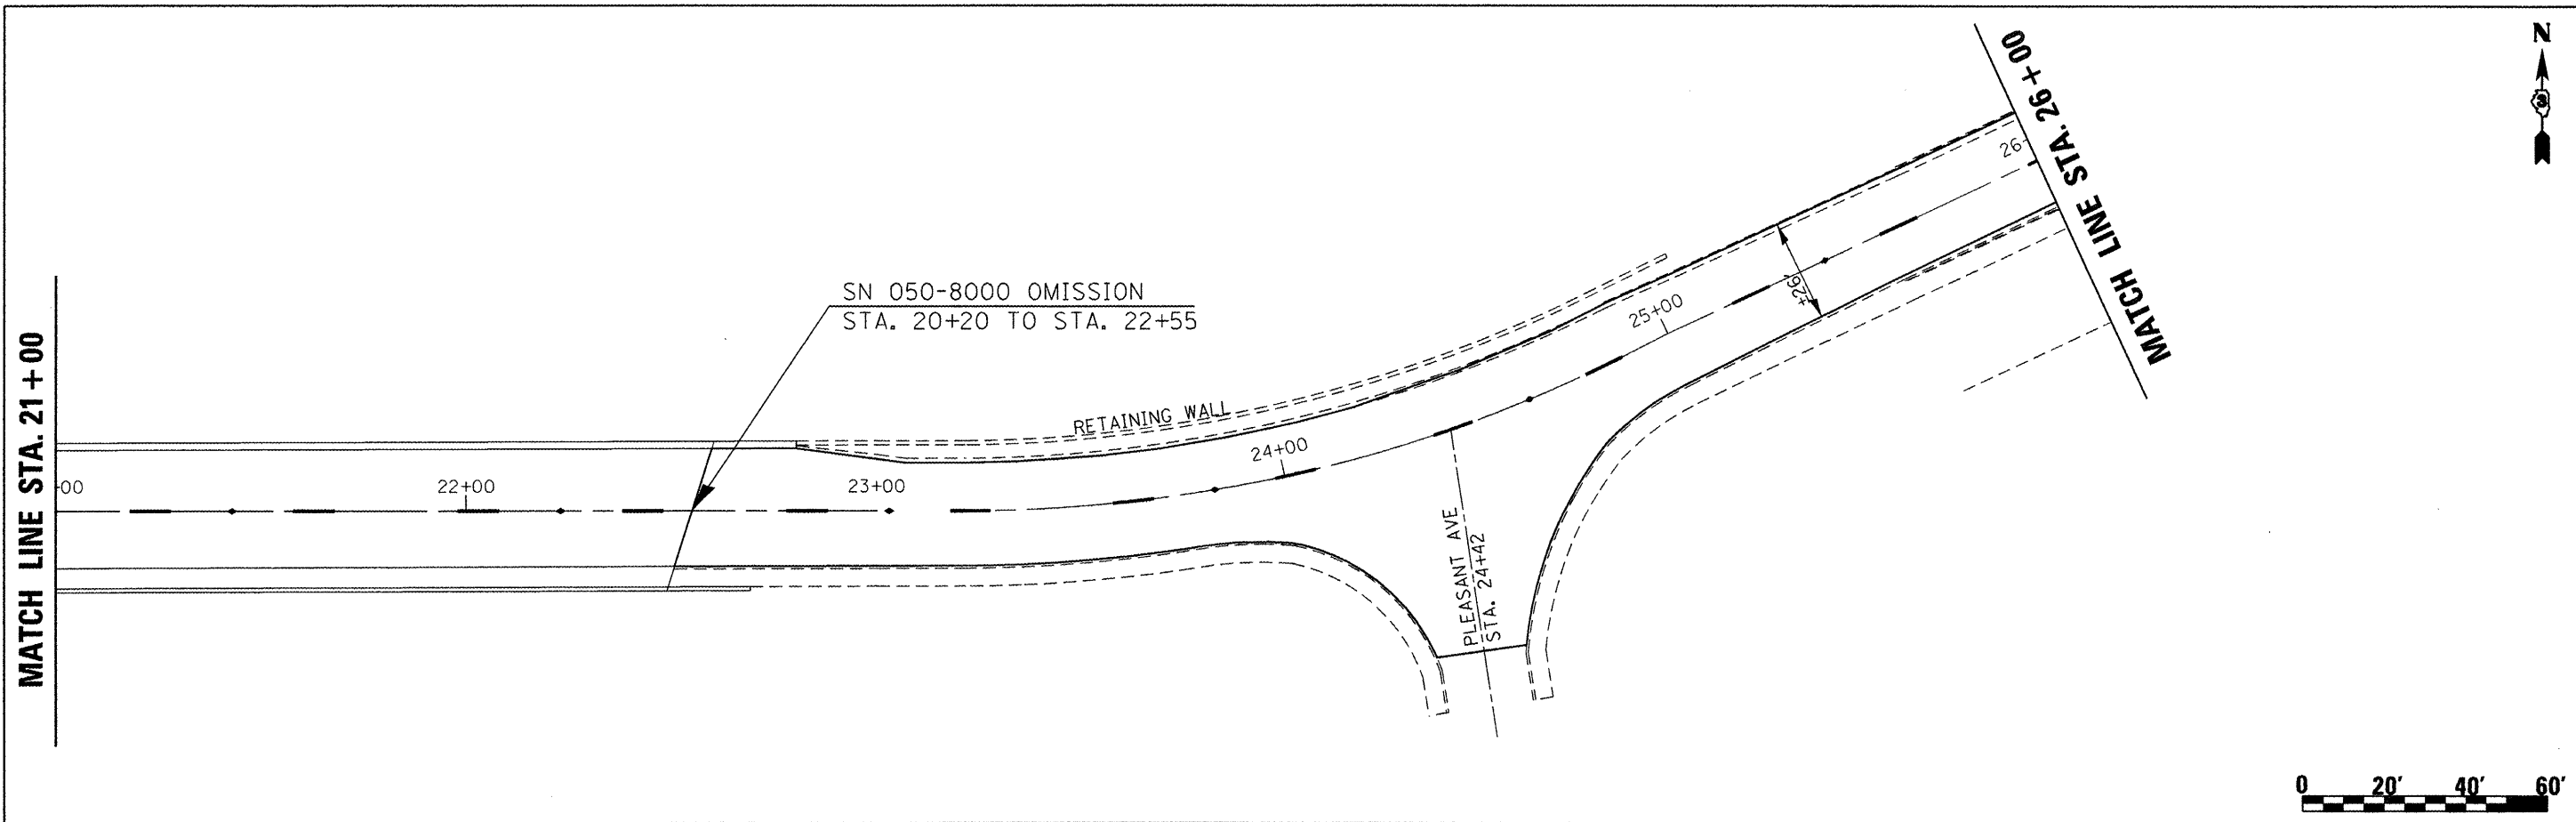 MATCH LINE STA. 21+00
+00
22+00
23+00
24+00
25+00
26
SN 050-8000 OMISSION
STA. 20+20 TO STA. 22+55
RETAINING WALL
PLEASANT AVE
STA. 24+42
±26'
MATCH LINE STA. 26+00
N
3
0 20' 40' 60'